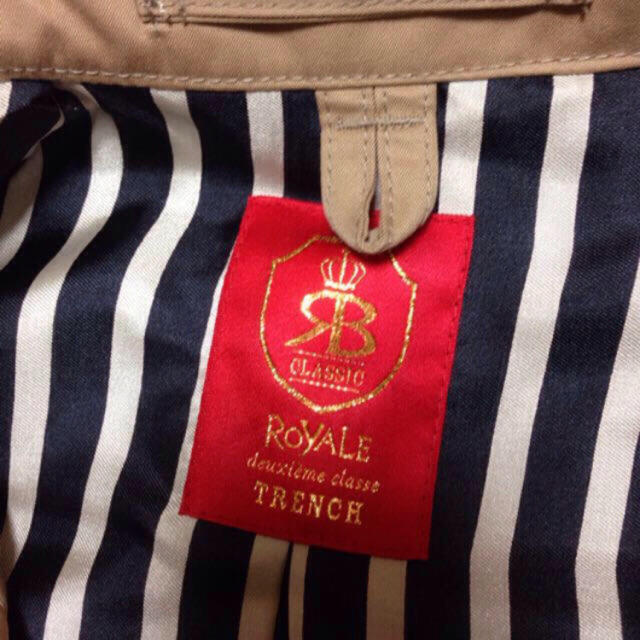 RB
CLASSIC
ROYALE
deuxième classe
TRENCH